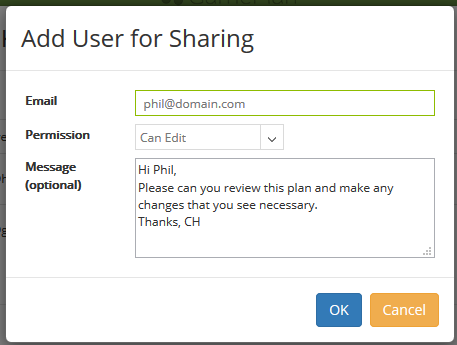 Add User for Sharing
Email
phil@domain.com
Permission
Can Edit
Message
(optional)
Hi Phil,
Please can you review this plan and make any
changes that you see necessary.
Thanks, CH
OK
Cancel